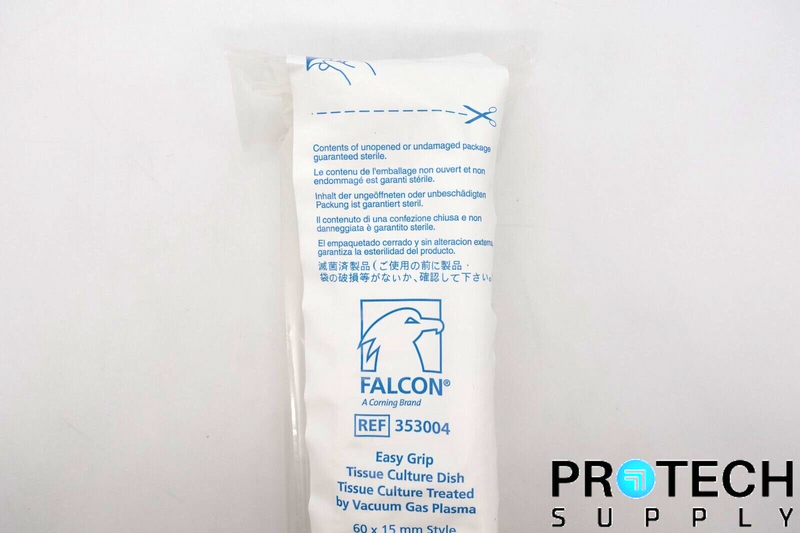 Contents of unopened or undamaged package
guaranteed sterile.
Le contenu de l'emballage non ouvert et non
endommagé est garanti stérile.
Inhalt der ungeöffneten oder unbeschädigten
Packung ist garantiert steril.
Il contenuto di una confezione chiusa e non
danneggiata è garantito sterile.
El empaquetado cerrado y sin alteracion externa,
garantiza la esterilidad del producto.
滅菌済製品(ご使用の前に製品・
袋の破損等がないか、確認して下さい。
FALCON®
A Corning Brand
REF 353004
Easy Grip
Tissue Culture Dish
Tissue Culture Treated
by Vacuum Gas Plasma
60 x 15 mm Style
PROTECH
SUPPLY